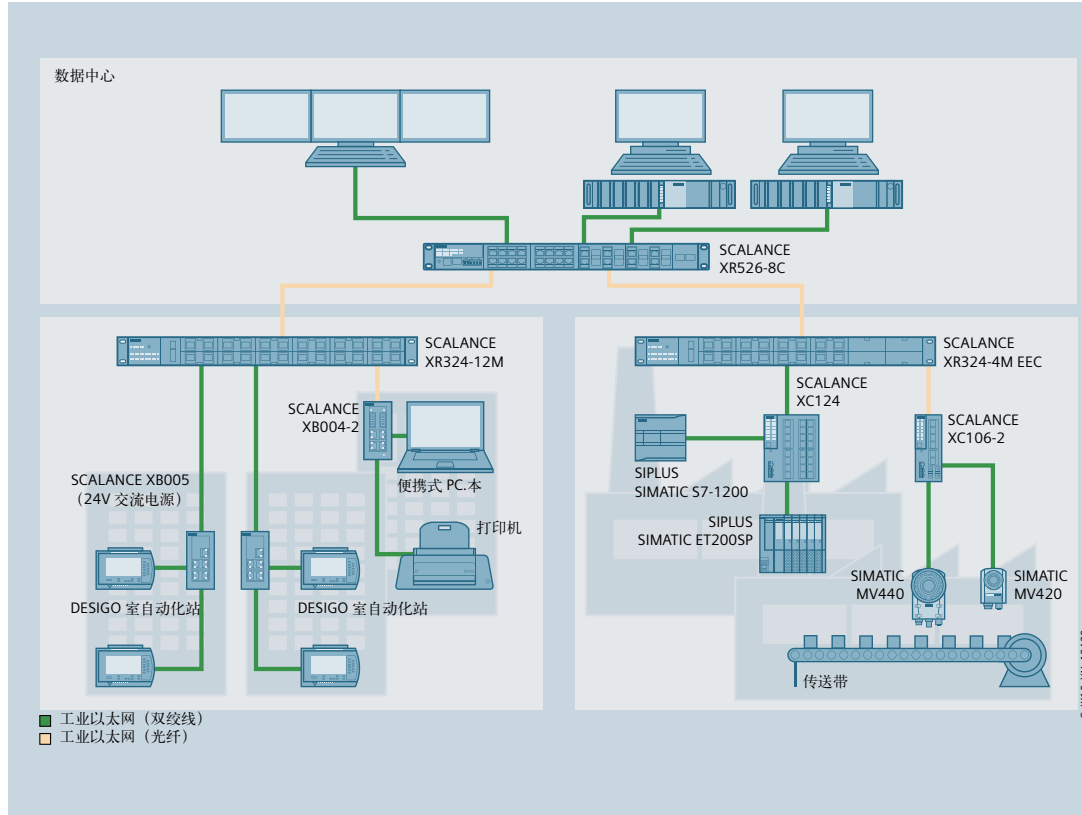 数据中心
SCALANCE
XR526-8C
SCALANCE
XR324-12M
SCALANCE
XB004-2
便携式 PC.本
SCALANCE XB005
（24V 交流电源）
打印机
DESIGO 室自动化站
DESIGO 室自动化站
SCALANCE
XR324-4M EEC
SCALANCE
XC124
SCALANCE
XC106-2
SIPLUS
SIMATIC S7-1200
SIPLUS
SIMATIC ET200SP
SIMATIC
MV440
SIMATIC
MV420
传送带
工业以太网（双绞线）
工业以太网（光纤）